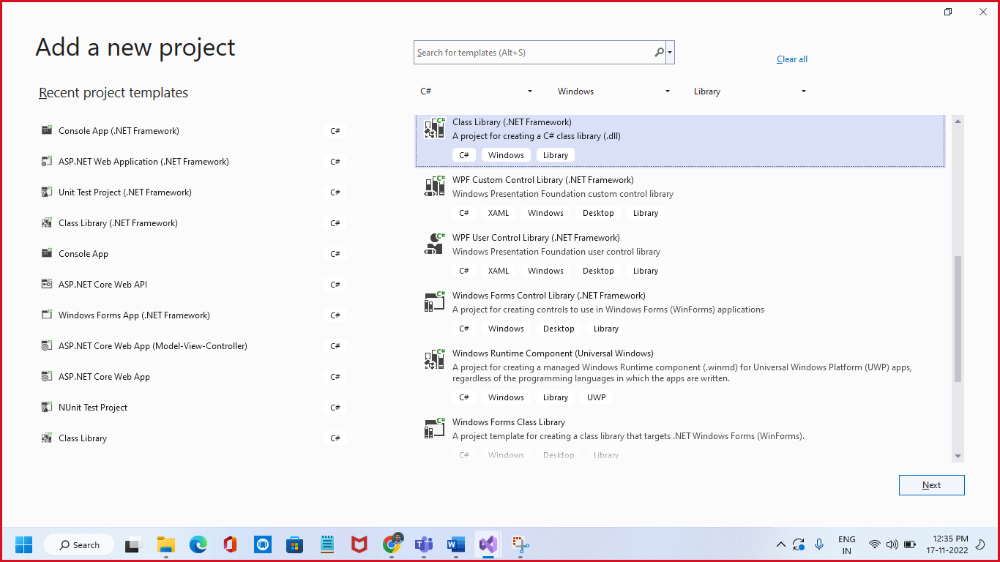 Add a new project
Search for templates (Alt+S)
Clear all
Recent project templates
C# Windows Library
Console App (.NET Framework) C#
ASP.NET Web Application (.NET Framework) C#
Unit Test Project (.NET Framework) C#
Class Library (.NET Framework) C#
Console App C#
ASP.NET Core Web API C#
Windows Forms App (.NET Framework) C#
ASP.NET Core Web App (Model-View-Controller) C#
ASP.NET Core Web App C#
NUnit Test Project C#
Class Library C#
Class Library (.NET Framework)
A project for creating a C# class library (.dll)
C# Windows Library
WPF Custom Control Library (.NET Framework)
Windows Presentation Foundation custom control library
C# XAML Windows Desktop Library
WPF User Control Library (.NET Framework)
Windows Presentation Foundation user control library
C# XAML Windows Desktop Library
Windows Forms Control Library (.NET Framework)
A project for creating controls to use in Windows Forms (WinForms) applications
C# Windows Desktop Library
Windows Runtime Component (Universal Windows)
A project for creating a managed Windows Runtime component (.winmd) for Universal Windows Platform (UWP) apps,
regardless of the programming languages in which the apps are written.
C# Windows Library UWP
Windows Forms Class Library
A project template for creating a class library that targets .NET Windows Forms (WinForms).
C# Windows Desktop Library
Next
Search
ENG
IN
12:35 PM
17-11-2022